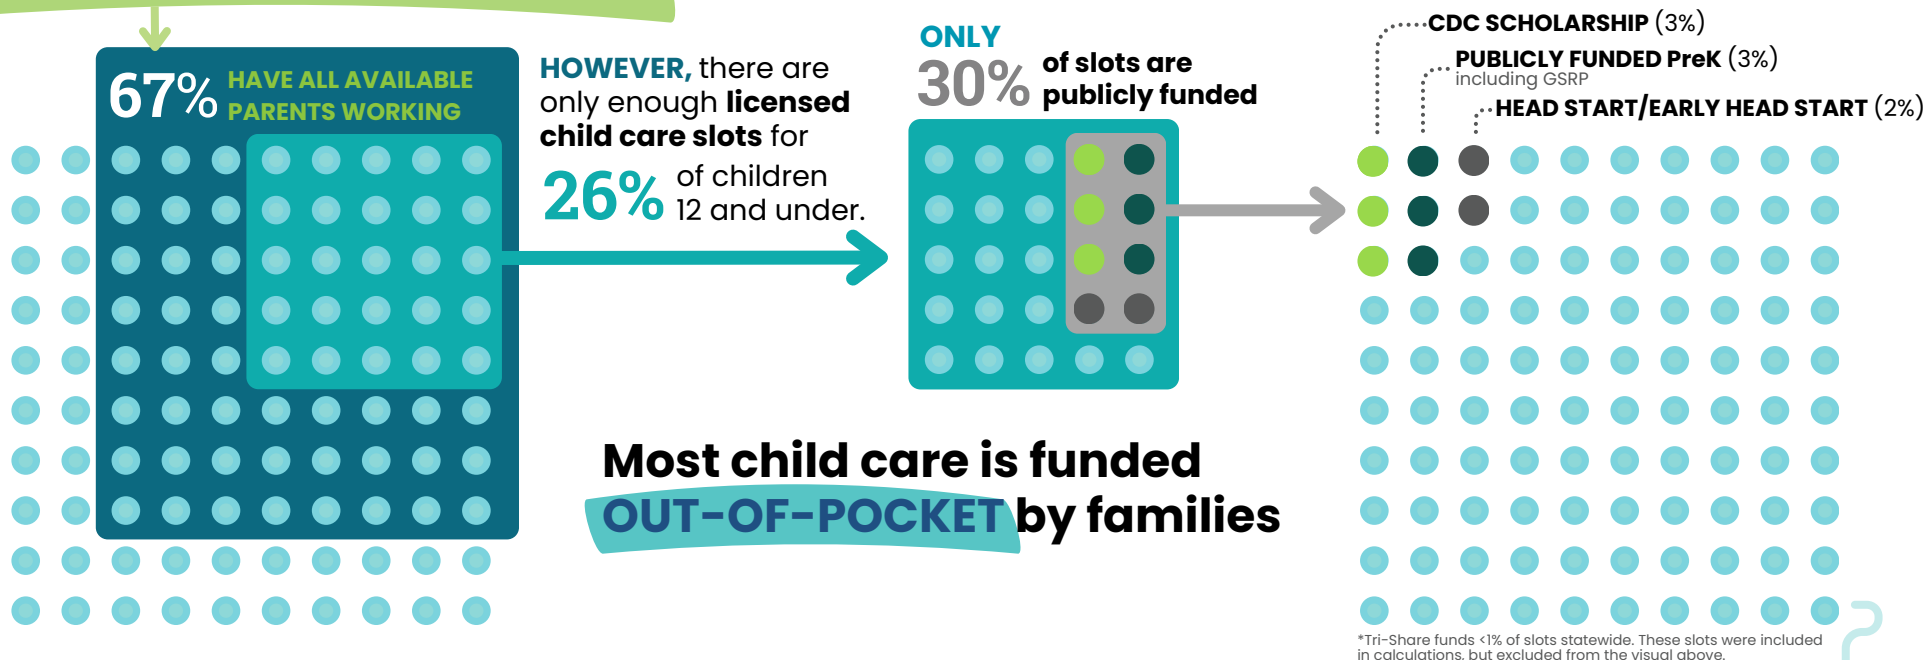 67% HAVE ALL AVAILABLE
PARENTS WORKING
HOWEVER, there are
only enough licensed
child care slots for
26% of children
12 and under.
ONLY
30% of slots are
publicly funded
CDC SCHOLARSHIP (3%)
PUBLICLY FUNDED PreK (3%)
including GSRP
HEAD START/EARLY HEAD START (2%)
Most child care is funded
OUT-OF-POCKET by families
*Tri-Share funds <1% of slots statewide. These slots were included
in calculations, but excluded from the visual above.